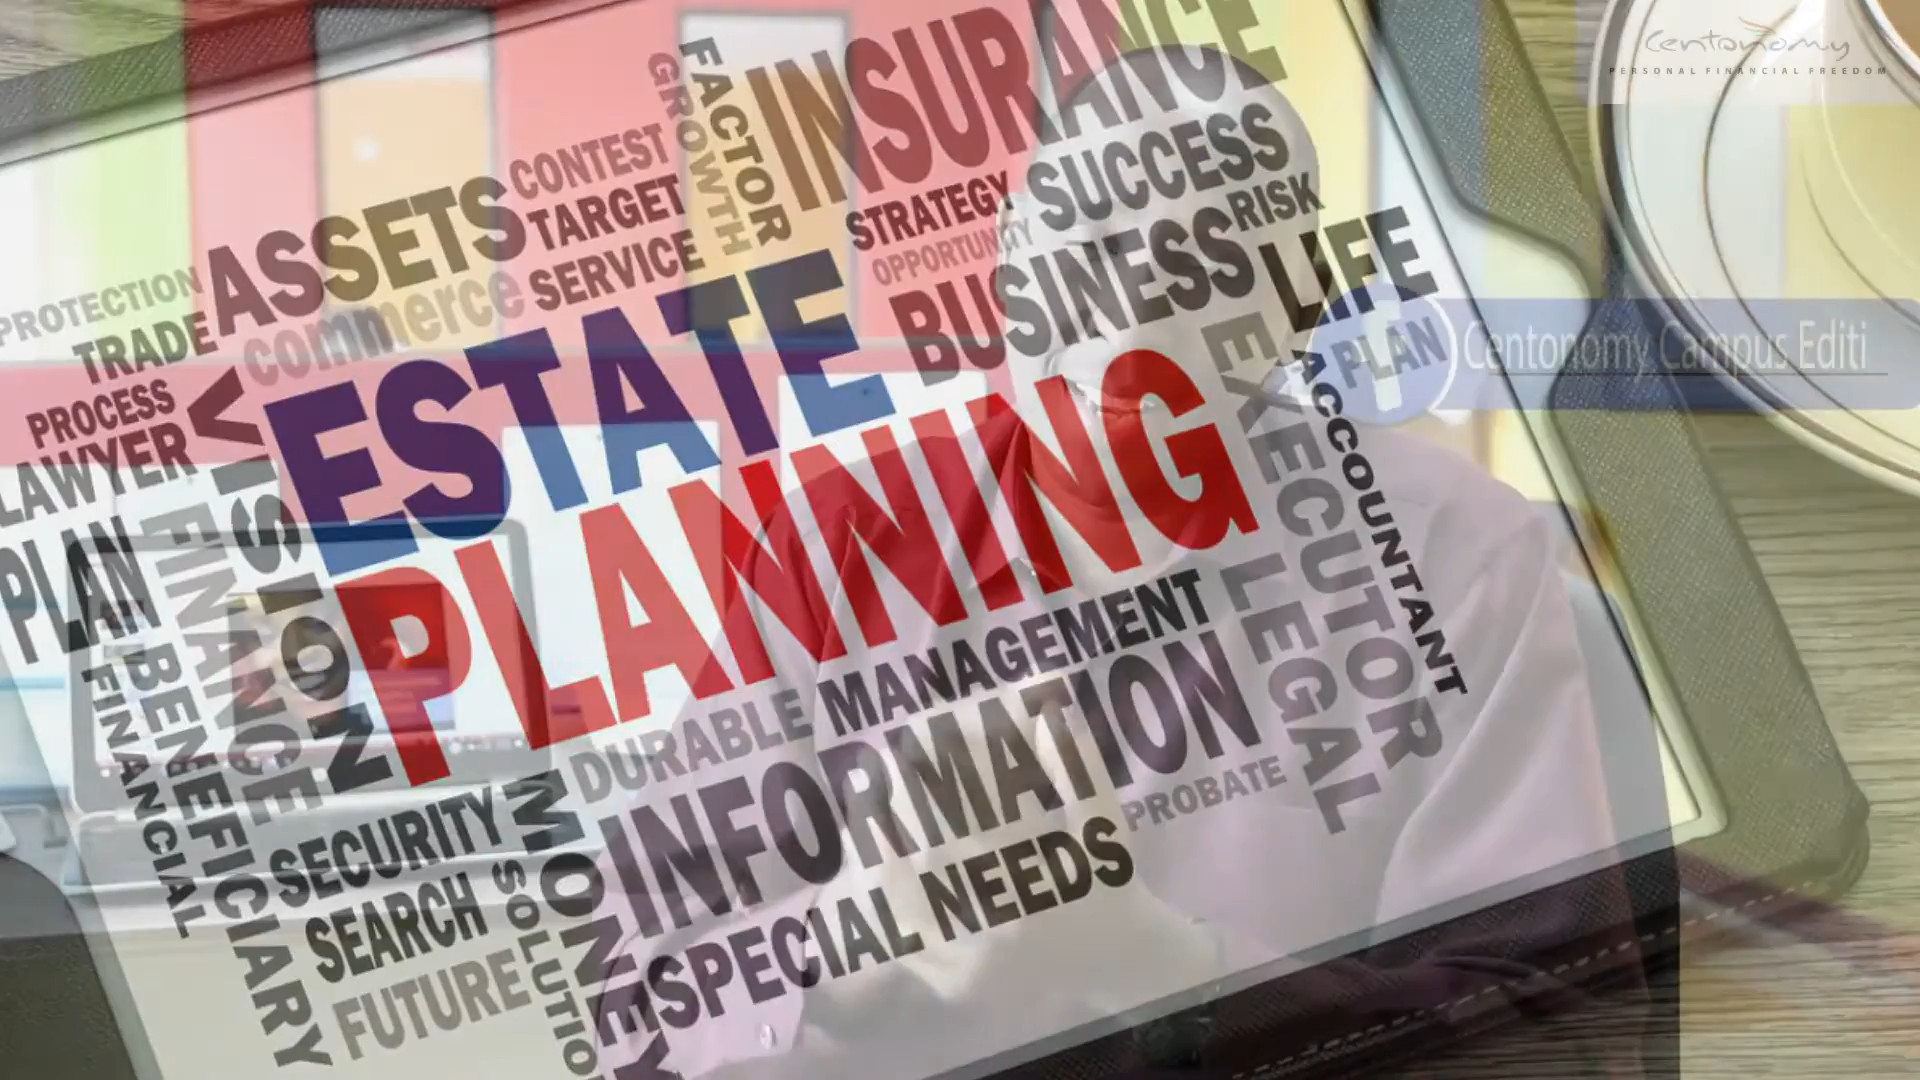 Centonomy
PERSONAL FINANCIAL FREEDOM
INSURANCE
FACTOR
GROWTH
CONTEST
ASSETS
TARGET
STRATEGY
SUCCESS
RISK
PROTECTION
SERVICE
OPPORTUNITY
BUSINESS
LIFE
TRADE
commerce
ESTATE
PLAN
f Centonomy Campus Editi
PROCESS
LAWYER
VISION
PLANNING
EXECUTOR
ACCOUNTANT
PLAN
FINANCE
BENEFICIARY
FINANCIAL
LEGAL
DURABLE
MANAGEMENT
INFORMATION
PROBATE
SECURITY
MONEY
SOLUTIO
SEARCH
SPECIAL NEEDS
FUTURE